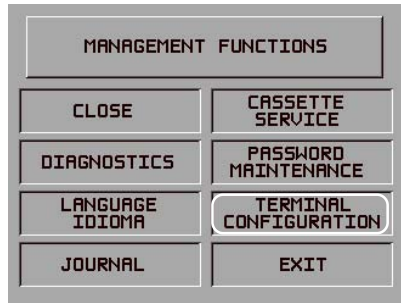 MANAGEMENT FUNCTIONS
CLOSE
CASSETTE
SERVICE
DIAGNOSTICS
PASSWORD
MAINTENANCE
LANGUAGE
IDIOMA
TERMINAL
CONFIGURATION
JOURNAL
EXIT